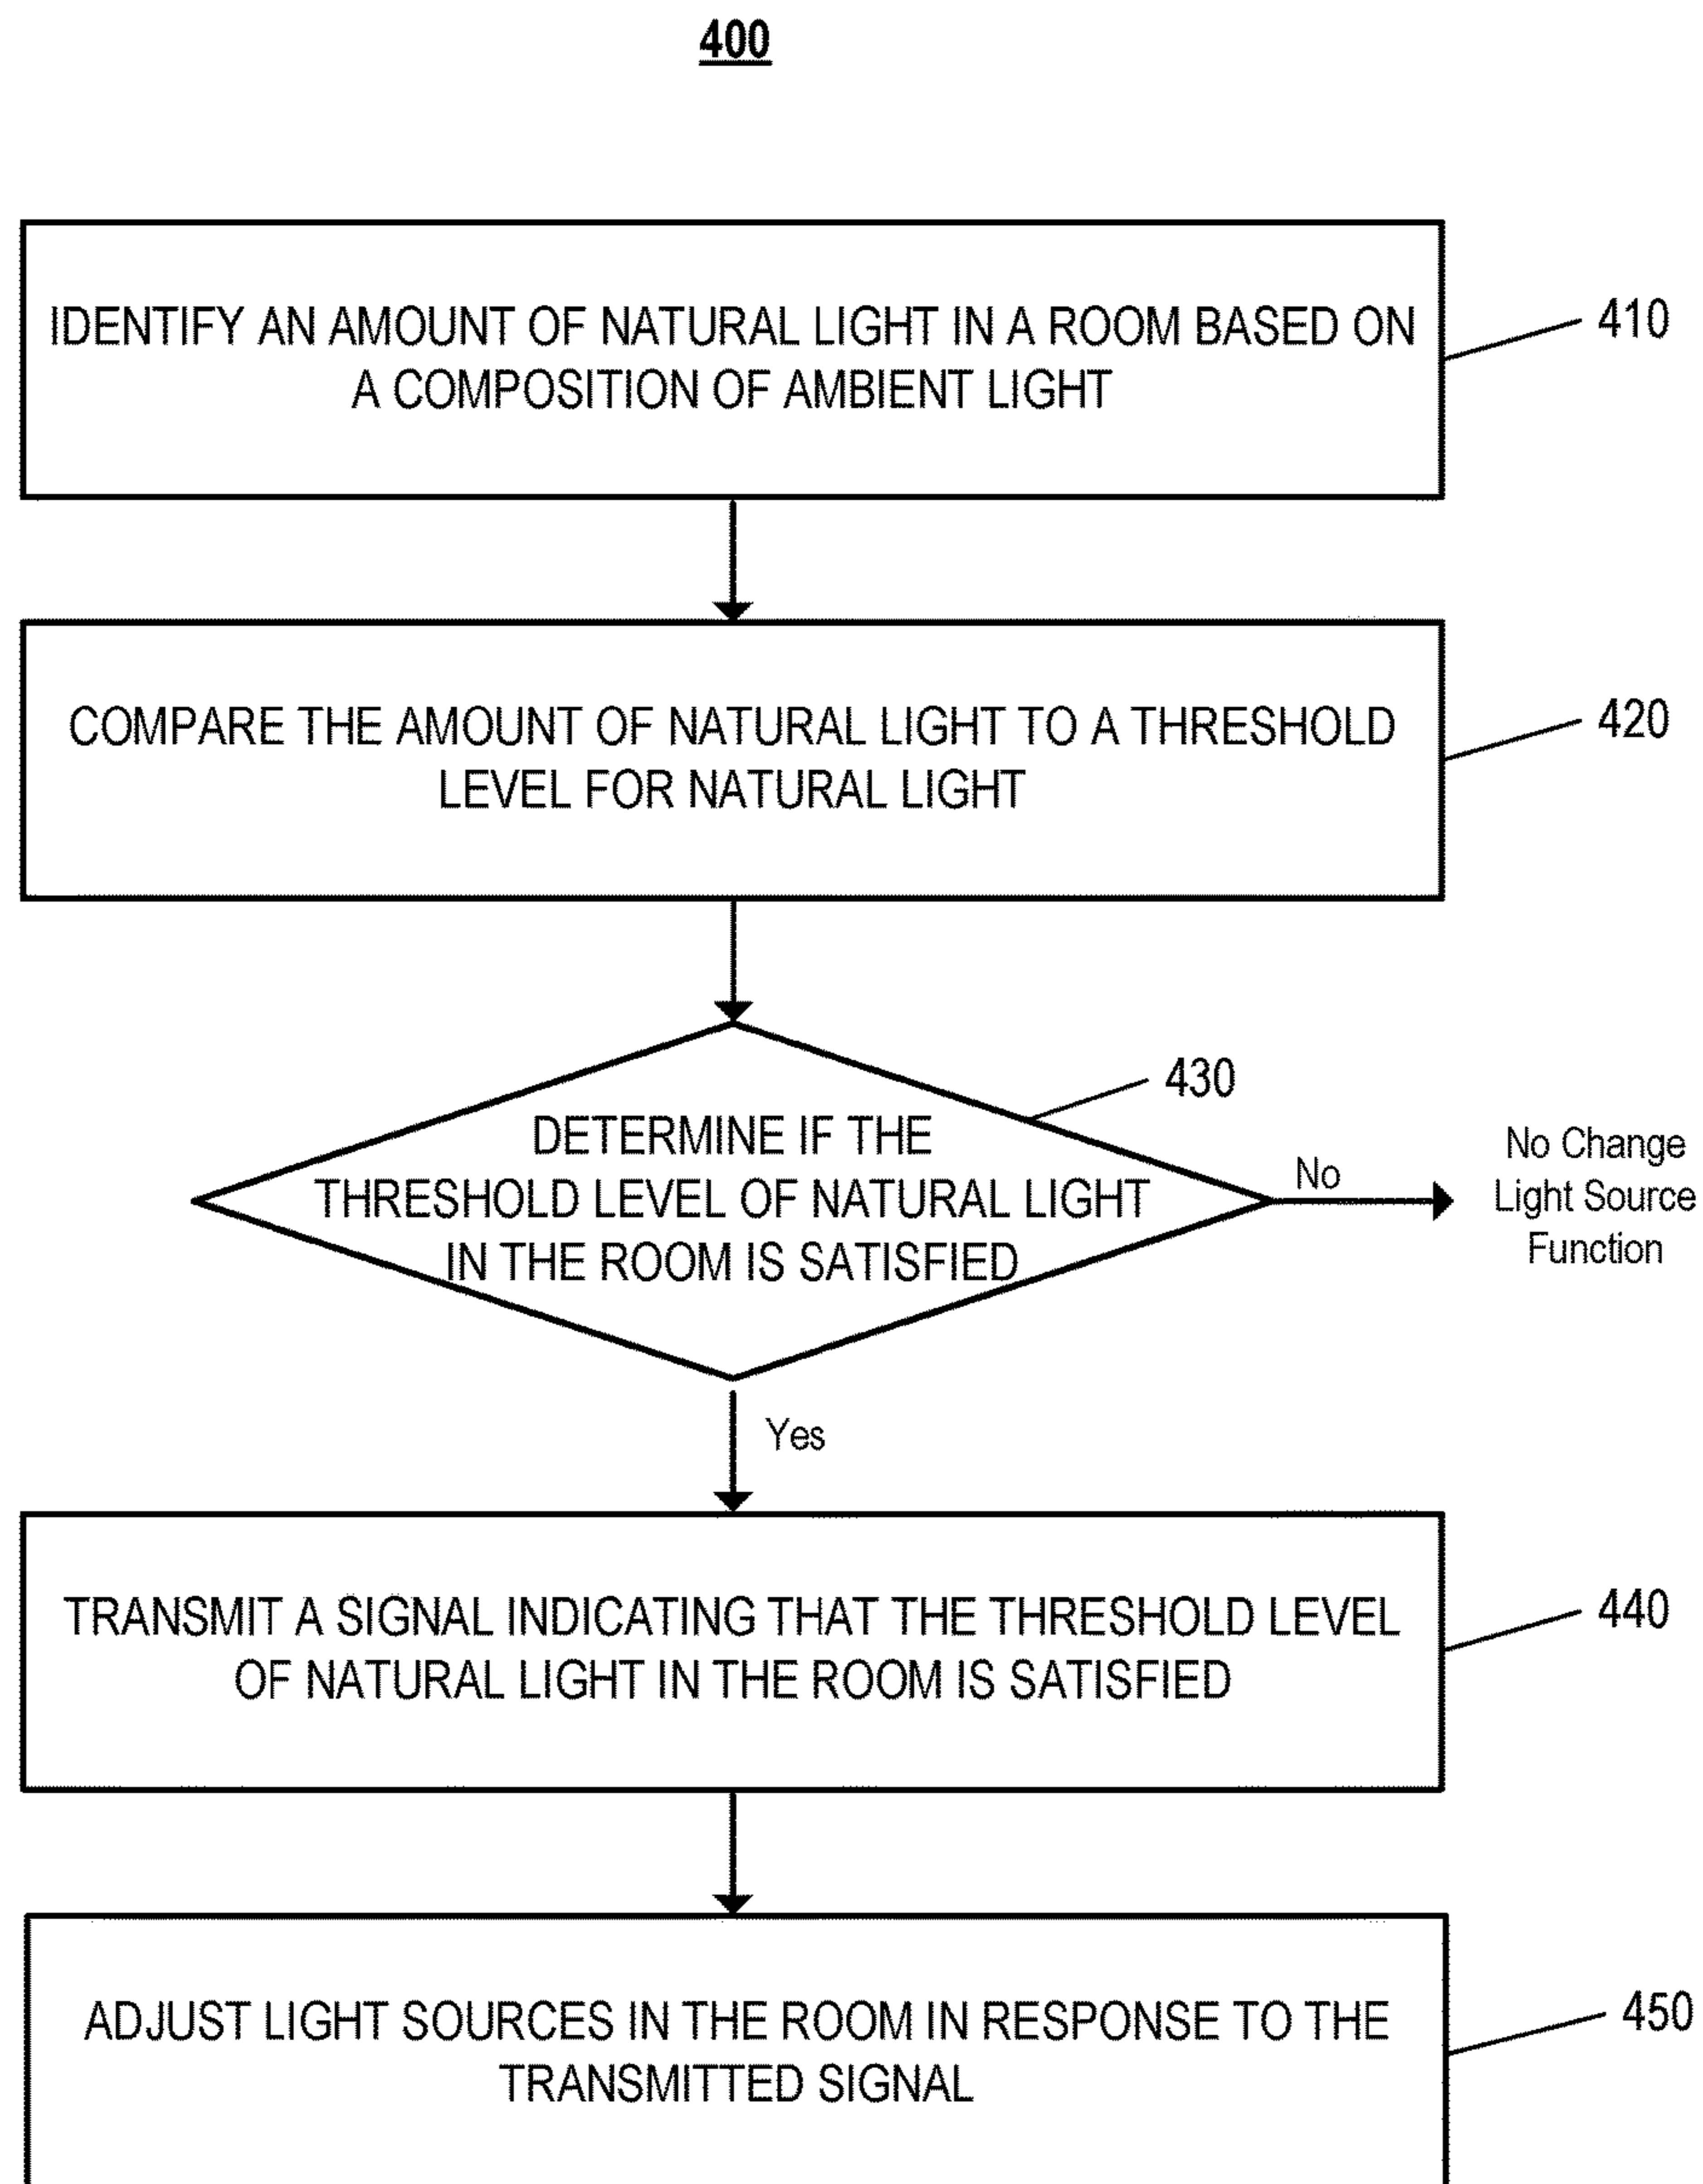 400
IDENTIFY AN AMOUNT OF NATURAL LIGHT IN A ROOM BASED ON
A COMPOSITION OF AMBIENT LIGHT
410
COMPARE THE AMOUNT OF NATURAL LIGHT TO A THRESHOLD
LEVEL FOR NATURAL LIGHT
420
430
DETERMINE IF THE
THRESHOLD LEVEL OF NATURAL LIGHT
IN THE ROOM IS SATISFIED
No
No Change
Light Source
Function
Yes
TRANSMIT A SIGNAL INDICATING THAT THE THRESHOLD LEVEL
OF NATURAL LIGHT IN THE ROOM IS SATISFIED
440
ADJUST LIGHT SOURCES IN THE ROOM IN RESPONSE TO THE
TRANSMITTED SIGNAL
450